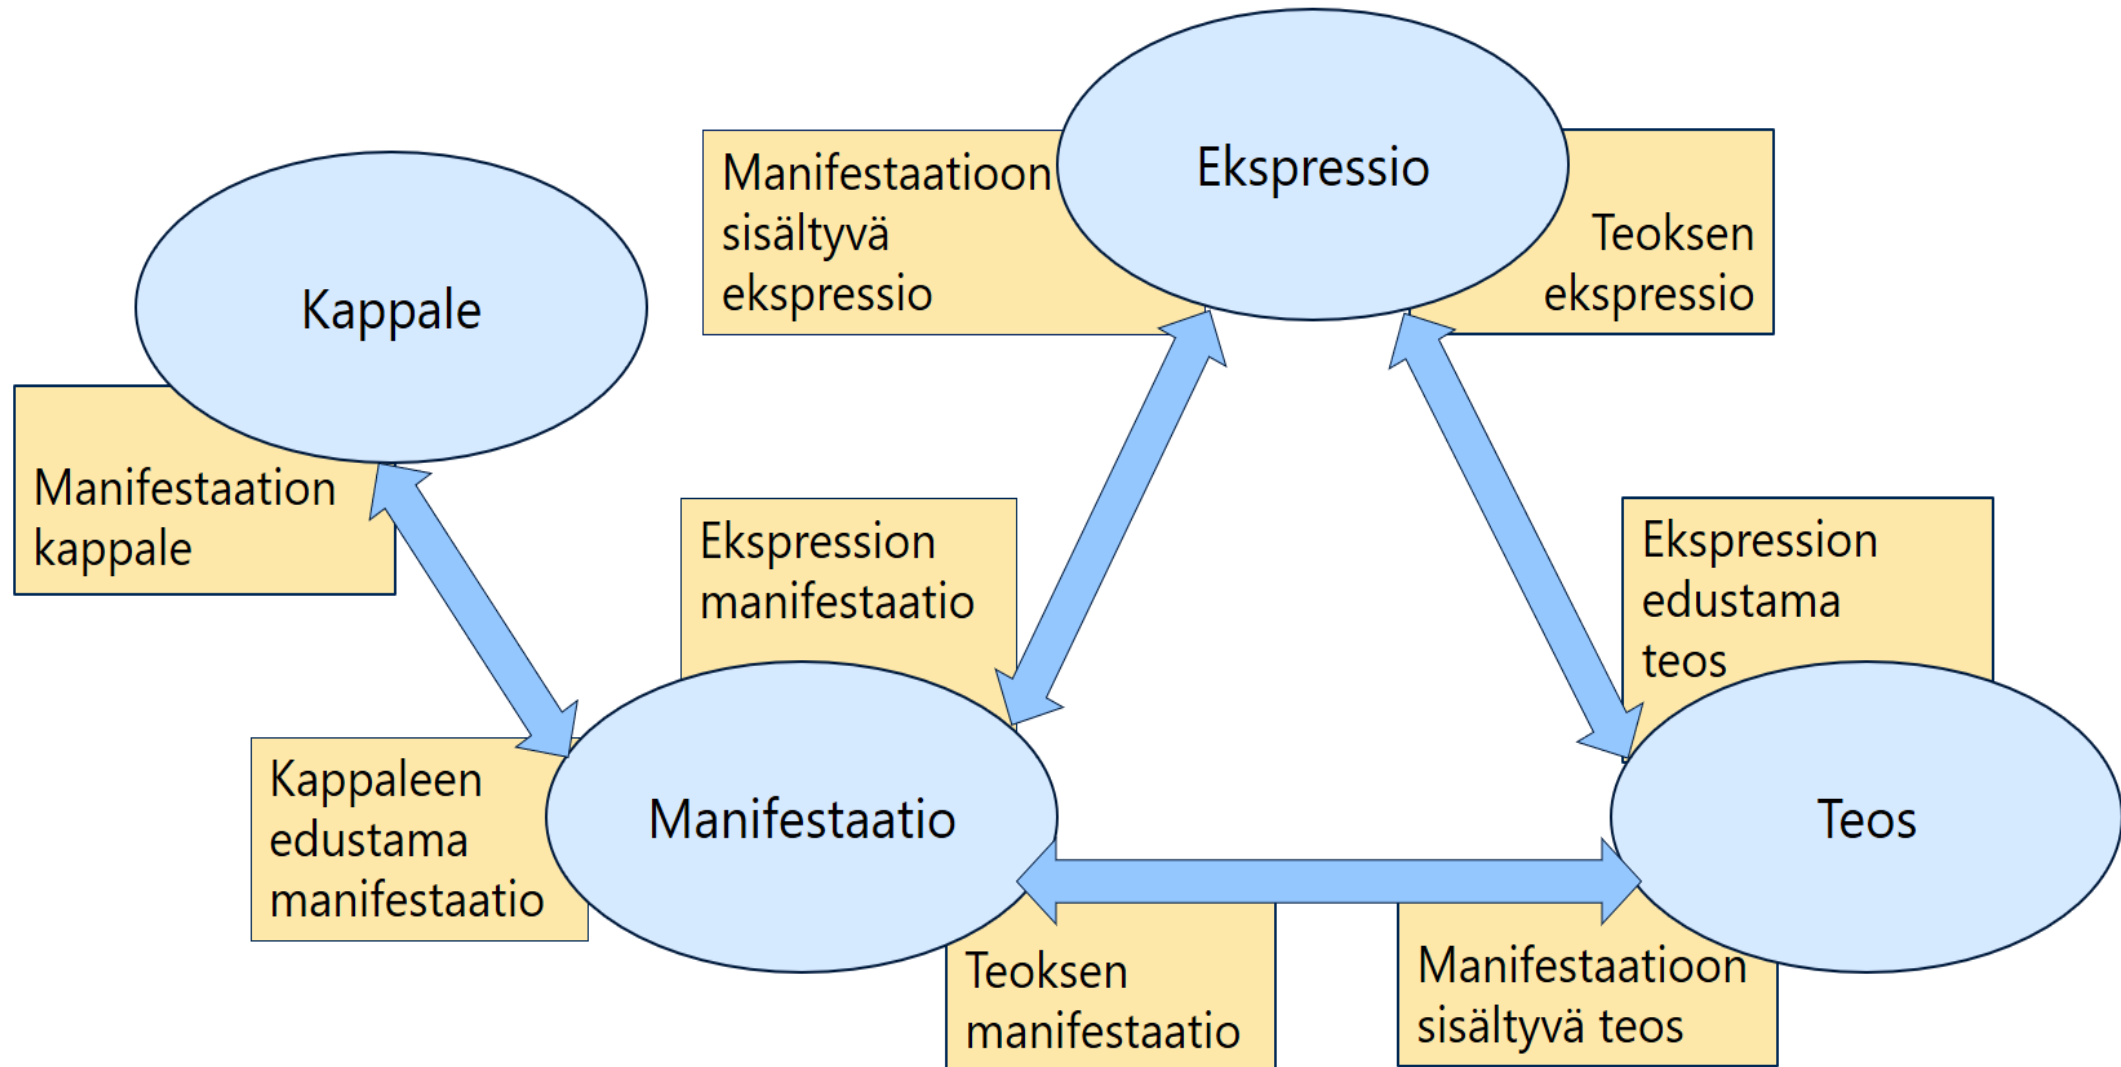 Ekspressio
Manifestaatioon
sisältyvä
ekspressio
Teoksen
ekspressio
Kappale
Manifestaation
kappale
Ekspression
manifestaatio
Ekspression
edustama
teos
Kappaleen
edustama
manifestaatio
Manifestaatio
Teos
Teoksen
manifestaatio
Manifestaatioon
sisältyvä teos